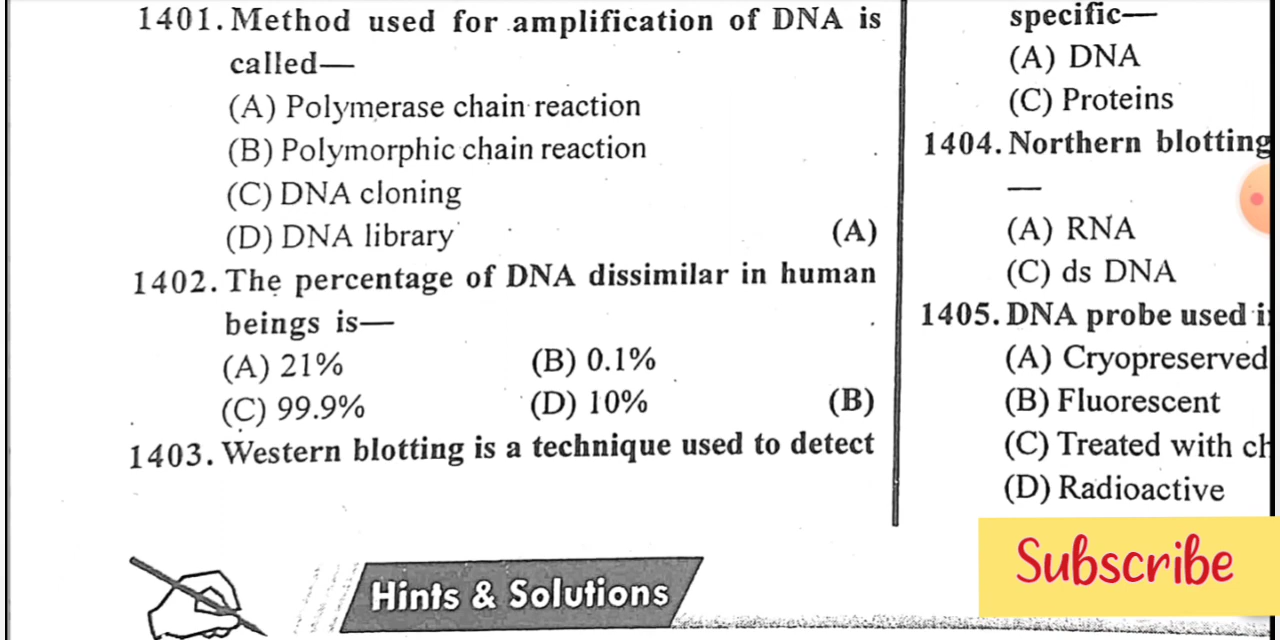 1401. Method used for amplification of DNA is
called—
(A) Polymerase chain reaction
(B) Polymorphic chain reaction
(C) DNA cloning
(D) DNA library (A)
1402. The percentage of DNA dissimilar in human
beings is—
(A) 21% (B) 0.1%
(C) 99.9% (D) 10% (B)
1403. Western blotting is a technique used to detect
specific—
(A) DNA
(C) Proteins
1404. Northern blotting
—
(A) RNA
(C) ds DNA
1405. DNA probe used
(A) Cryopreserved
(B) Fluorescent
(C) Treated with
(D) Radioactive
Hints & Solutions
Subscribe